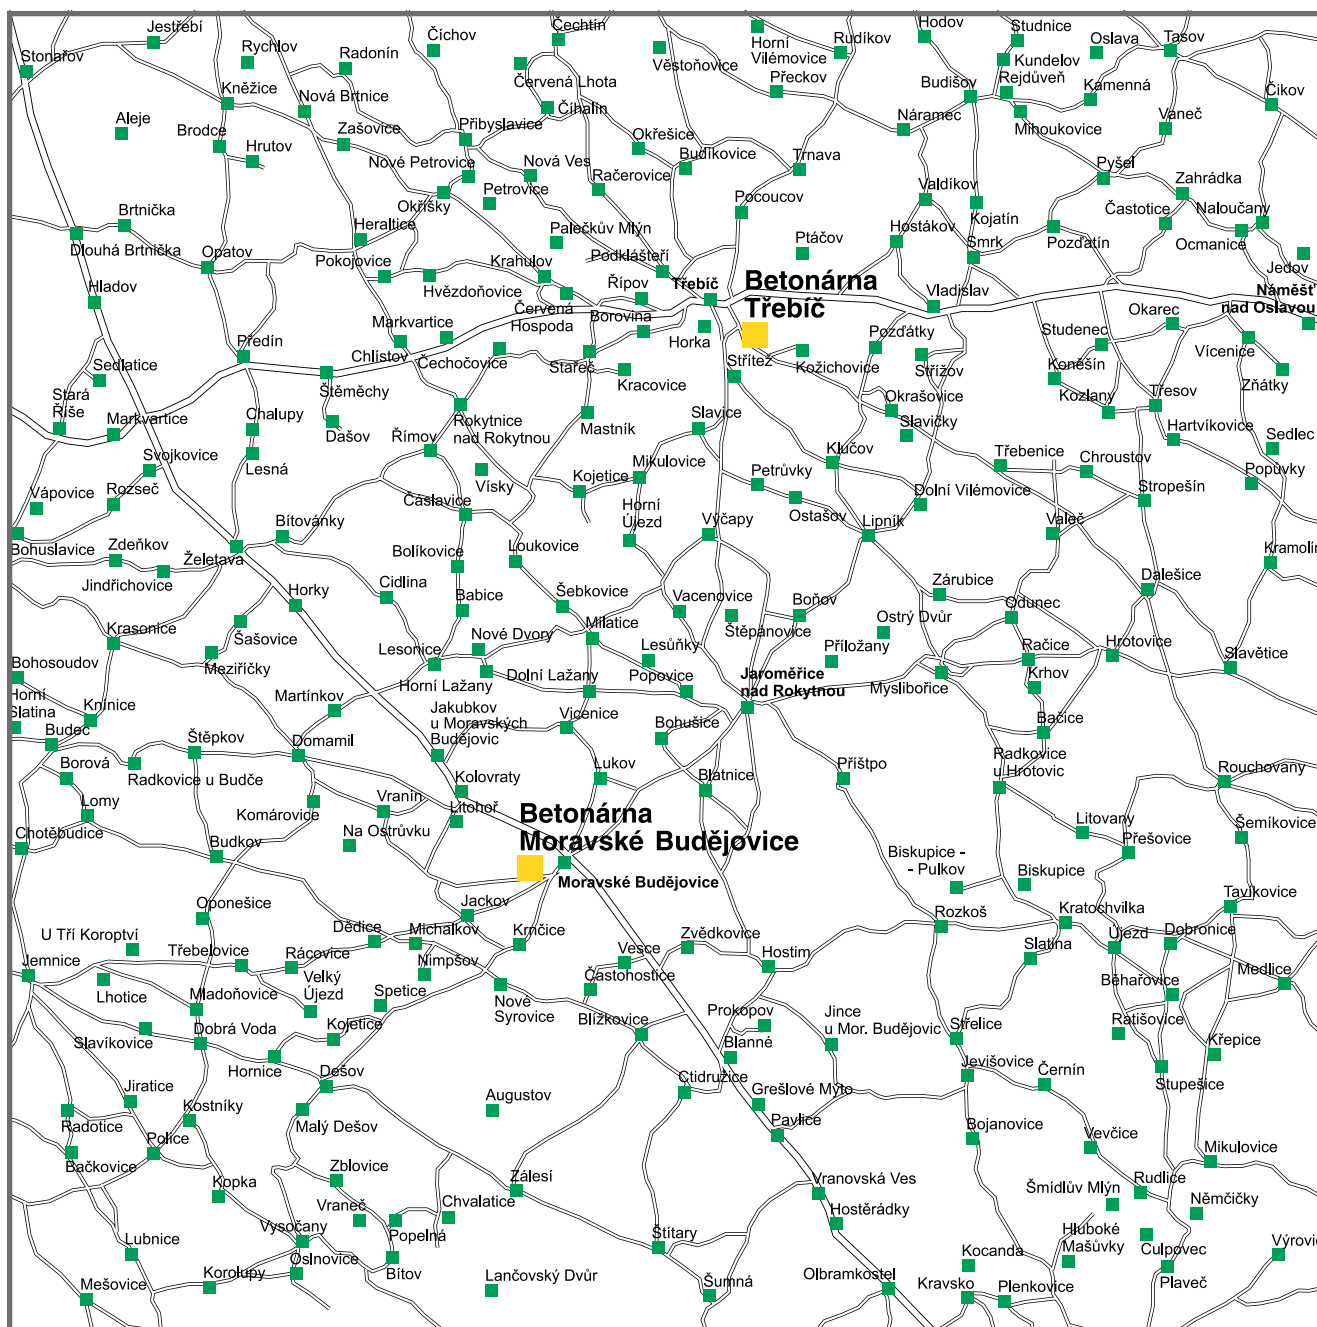 Jestřebí
Stonařov
Rychlov
Radonín
Číchov
Čechtín
Červená Lhota
Číhalín
Věstoňovice
Horní
Vilémovice
Přeckov
Rudíkov
Hodov
Studnice
Kundelov
Rejdůveň
Oslava
Tasov
Budišov
Kamenná
Čikov
Aleje
Kněžice
Nová Brtnice
Brodce
Hrutov
Zašovice
Přibyslavice
Nové Petrovice
Nová Ves
Petrovice
Okříšky
Račerovice
Okřešice
Budíkovice
Trnava
Náramec
Mihoukovice
Vaneč
Pyšel
Zahrádka
Valdíkov
Kojatín
Častotice
Naloučany
Pocoucov
Brtnička
Dlouhá Brtnička
Opatov
Heraltice
Pokojovice
Palečkův Mlýn
Podklášteří
Ptáčov
Hostákov
Smrk
Pozďatín
Ocmanice
Jedov
Krahulov
Hvězdoňovice
Řípov
Třebíč
Betonárna
Třebíč
Vladislav
Náměšť
nad Oslavou
Hladov
Červená
Hospoda
Borovina
Horka
Markvartice
Předín
Chlístov
Čechočovice
Stařeč
Střítež
Kožichovice
Pozďátky
Střížov
Studenec
Okarec
Vícenice
Koněšín
Zňátky
Sedlatice
Stará
Říše
Štěměchy
Kracovice
Okrašovice
Slavičky
Kozlany
Třesov
Markvartice
Chalupy
Dašov
Římov
Rokytnice
nad Rokytnou
Mastník
Slavice
Hartvíkovice
Sedlec
Svojkovice
Lesná
Vísky
Kojetice
Mikulovice
Petrůvky
Klučov
Třebenice
Chroustov
Popůvky
Vápovice
Rozseč
Čáslavice
Horní
Újezd
Ostašov
Dolní Vilémovice
Stropešín
Bohuslavice
Zdeňkov
Želetava
Bítovánky
Výčapy
Lipník
Valeč
Kramolín
Jindřichovice
Bolíkovice
Loukovice
Cidlina
Horky
Babice
Šebkovice
Vacenovice
Štěpánovice
Boňov
Zárubice
Dalešice
Odunec
Krasonice
Šašovice
Lesonice
Nové Dvory
Milatice
Lesůňky
Ostrý Dvůr
Příložany
Račice
Hrotovice
Slavětice
Bohosoudov
Meziříčky
Horní Lažany
Dolní Lažany
Popovice
Jaroměřice
nad Rokytnou
Myslibořice
Krhov
Horní
Slatina
Knínice
Martínkov
Jakubkov
u Moravských
Budějovic
Vicenice
Bohušice
Bačice
Budeč
Štěpkov
Domamil
Radkovice u Budče
Borová
Kolovraty
Lukov
Blatnice
Příštpo
Radkovice
u Hrotovic
Rouchovany
Lomy
Komárovice
Vranín
Litohoř
Na Ostrůvku
Betonárna
Moravské Budějovice
Litovany
Přešovice
Šemíkovice
Chotěbudice
Budkov
Moravské Budějovice
Biskupice -
- Pulkov
Biskupice
Tavíkovice
Oponešice
Jackov
U Tří Koroptví
Dědice
Michalkov
Krnčice
Vesce
Zvědkovice
Hostim
Rozkoš
Kratochvilka
Slatina
Újezd
Dobronice
Jemnice
Třebelovice
Rácovice
Velký
Újezd
Nimpšov
Častohostice
Běhařovice
Medlice
Lhotice
Mladoňovice
Spetice
Nové
Syrovice
Blížkovice
Prokopov
Jince
u Mor. Budějovic
Střelice
Ratišovice
Slavíkovice
Dobrá Voda
Kojetice
Hornice
Dešov
Blanné
Jevišovice
Černín
Křepice
Stupešice
Jiratice
Augustov
Ctidružice
Grešlové Mýto
Radotice
Kostníky
Malý Dešov
Pavlice
Bojanovice
Vevčice
Bačkovice
Police
Mikulovice
Zblovice
Zálesí
Vranovská Ves
Šmídův Mlýn
Rudlice
Kopka
Vraneč
Chvalatice
Popelná
Hostěrádky
Němčičky
Lubnice
Vysočany
Oslnovice
Bítov
Štítary
Kocanda
Hluboké
Mašůvky
Culpovec
Plaveč
Výrovi
Mešovice
Korolupy
Lančovský Dvůr
Šumná
Olbramkostel
Kravsko
Plenkovice